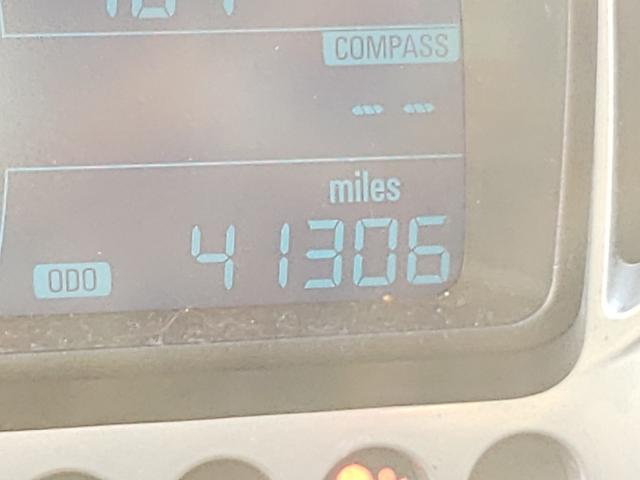 COMPASS
-- --
miles
ODO 41306